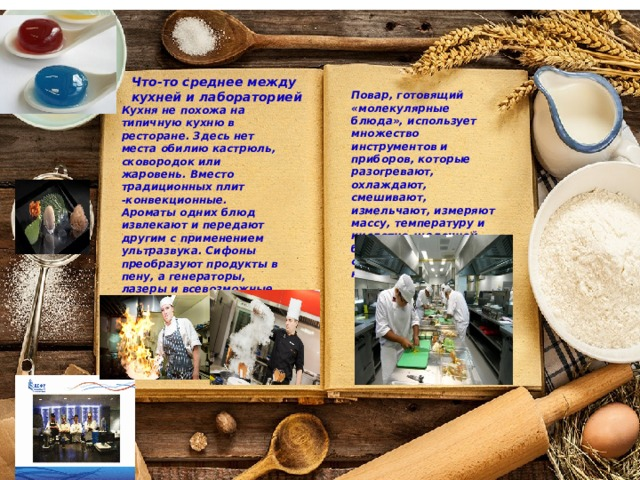 Что-то среднее между
кухней и лабораторией
Кухня не похожа на
типичную кухню в
ресторане. Здесь нет
места обилию кастрюль,
сковородок или
жаровень. Вместо
традиционных плит
-конвекционные.
Ароматы одних блюд
извлекают и передают
другим с применением
ультразвука. Сифоны
преобразуют продукты в
пену, а генераторы,
лазеры и всевозможные
Повар, готовящий
«молекулярные
блюда», использует
множество
инструментов и
приборов, которые
разогревают,
охлаждают,
смешивают,
измельчают, измеряют
массу, температуру и